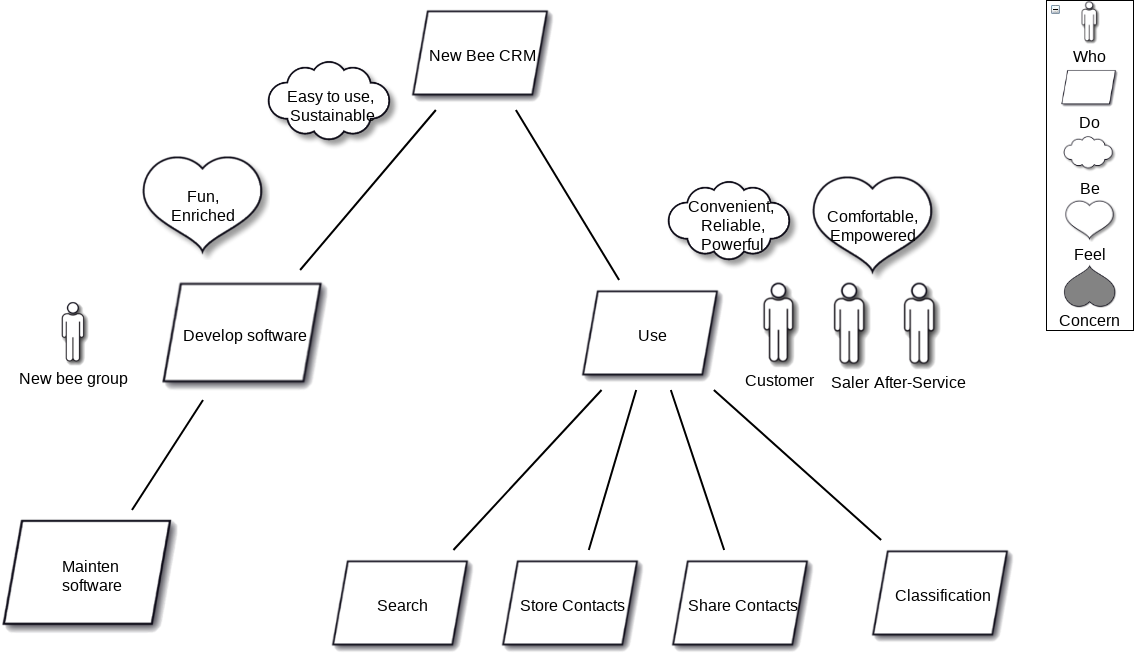 New Bee CRM
Easy to use,
Sustainable
Fun,
Enriched
Convenient,
Reliable,
Powerful
Comfortable,
Empowered
Develop software
Use
New bee group
Customer
Saler
After-Service
Mainten
software
Search
Store Contacts
Share Contacts
Classification
Who
Do
Be
Feel
Concern